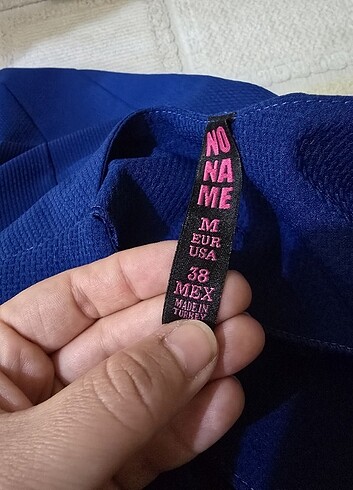 NO
NA
ME
M
EUR
USA
38
MEX
MADE IN
TURKEY